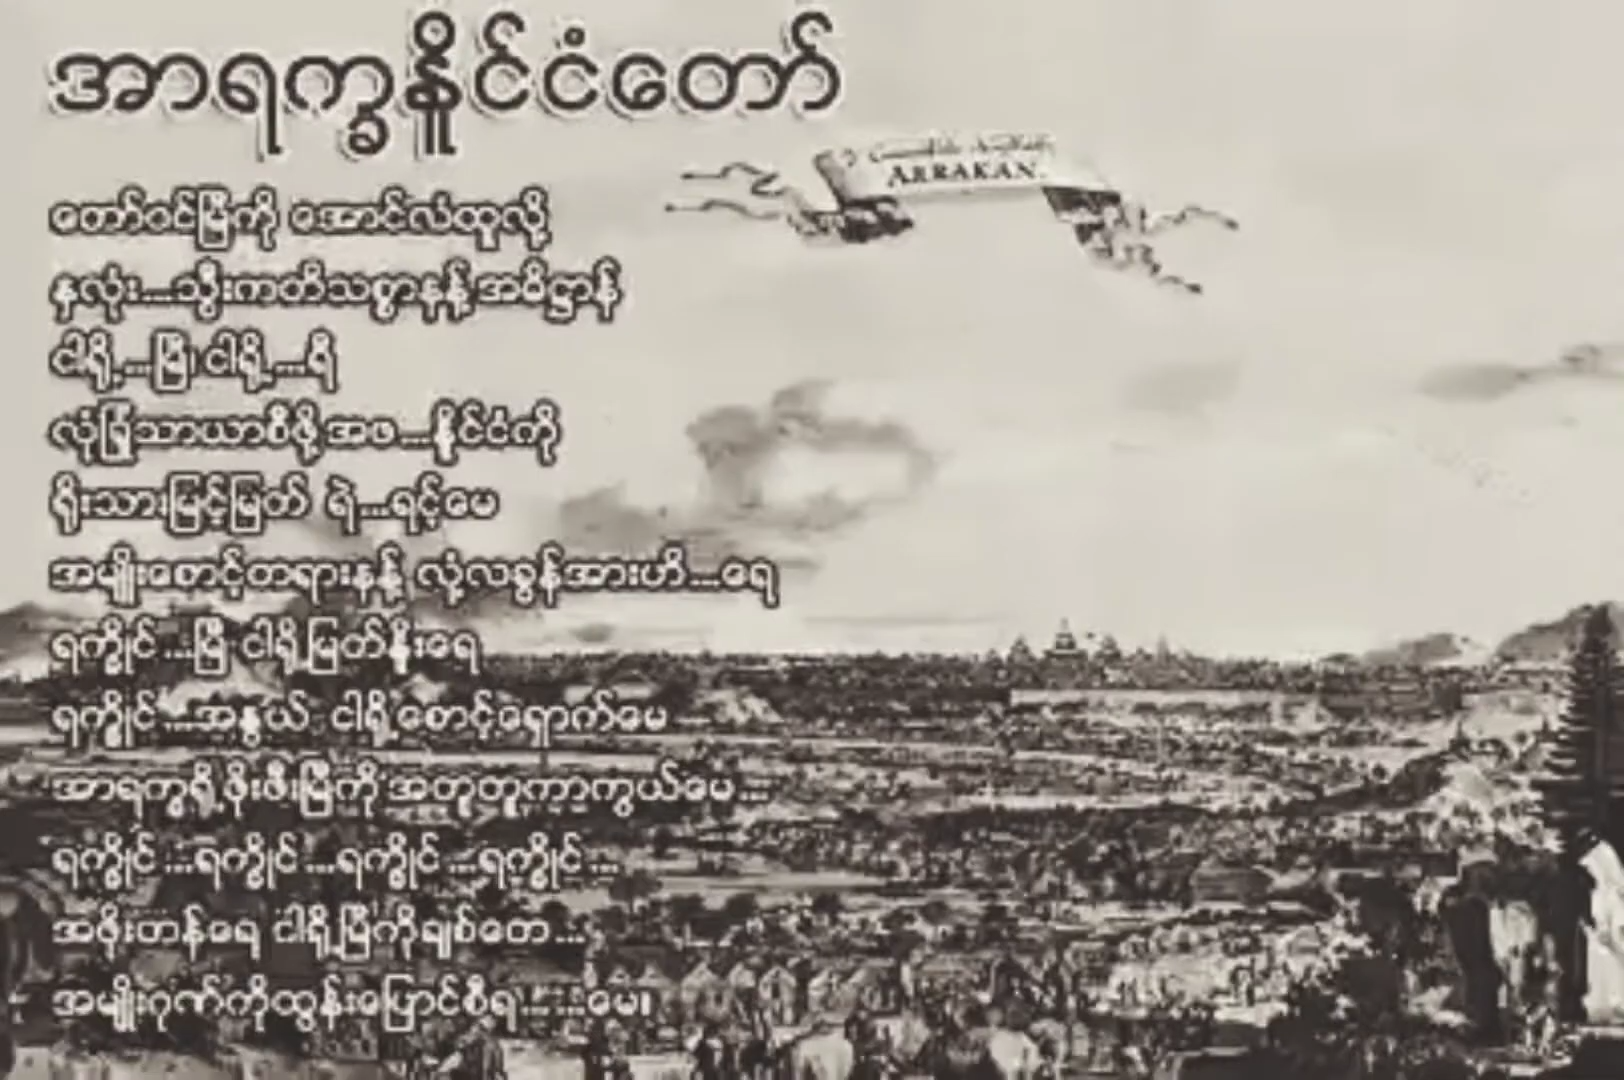 အာရက္ခနိူင်ငံတော်
ARRAKAN.
တော်ဝင်မြီကို အောင်လံထုလို့
နှလုံး...သွီးကတိသစ္စာနန့်အဓိဋ္ဌာန်
ငါရို့...မြီ၊ငါရို့...ရီ
လုံခြုံသာယာစီဖို့အဖ...နိူင်ငံကို
ရိုးသားမြင့်မြတ် ရဲ...ရင့်မေ
အမျိုးစောင့်တရားနန့် လုံ့လခွန်အားဟိ...ရေ
ရက္ခိုင်...မြီ ငါရို့မြတ်နိူးရေ
ရက္ခိုင်...အနွယ် ငါရို့စောင့်ရှောက်မေ
အာရက္ခရို့ဖိုးဖီးမြီကို အတူတူကာကွယ်မေ...
ရက္ခိုင်...ရက္ခိုင်...ရက္ခိုင်...ရက္ခိုင်...
အဖိုးတန်ရေ ငါရို့မြီကိုချစ်တေ...
အမျိုးဂုဏ်ကိုထွန်းပြောင်စီရ......မေ။